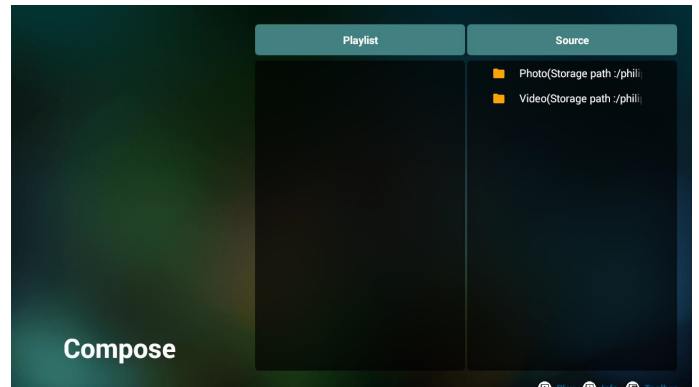 Playlist
Source
Photo(Storage path :/phili
Video(Storage path :/phili
Compose